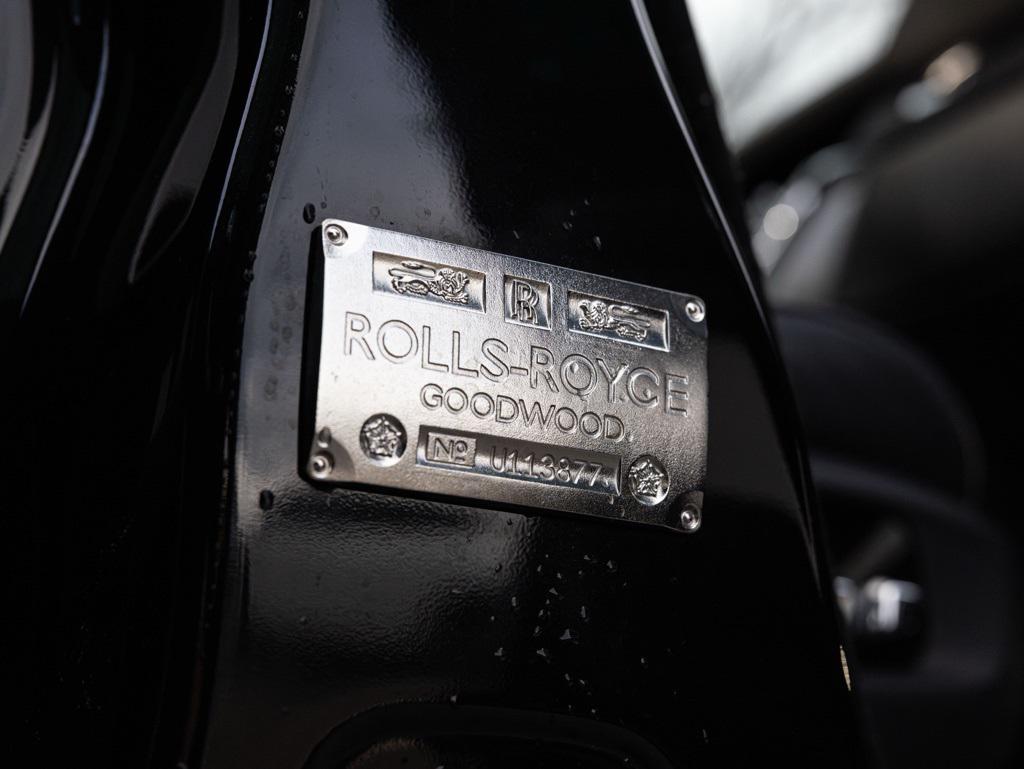 RR
ROLLS-ROYCE
GOODWOOD.
Nº U113877